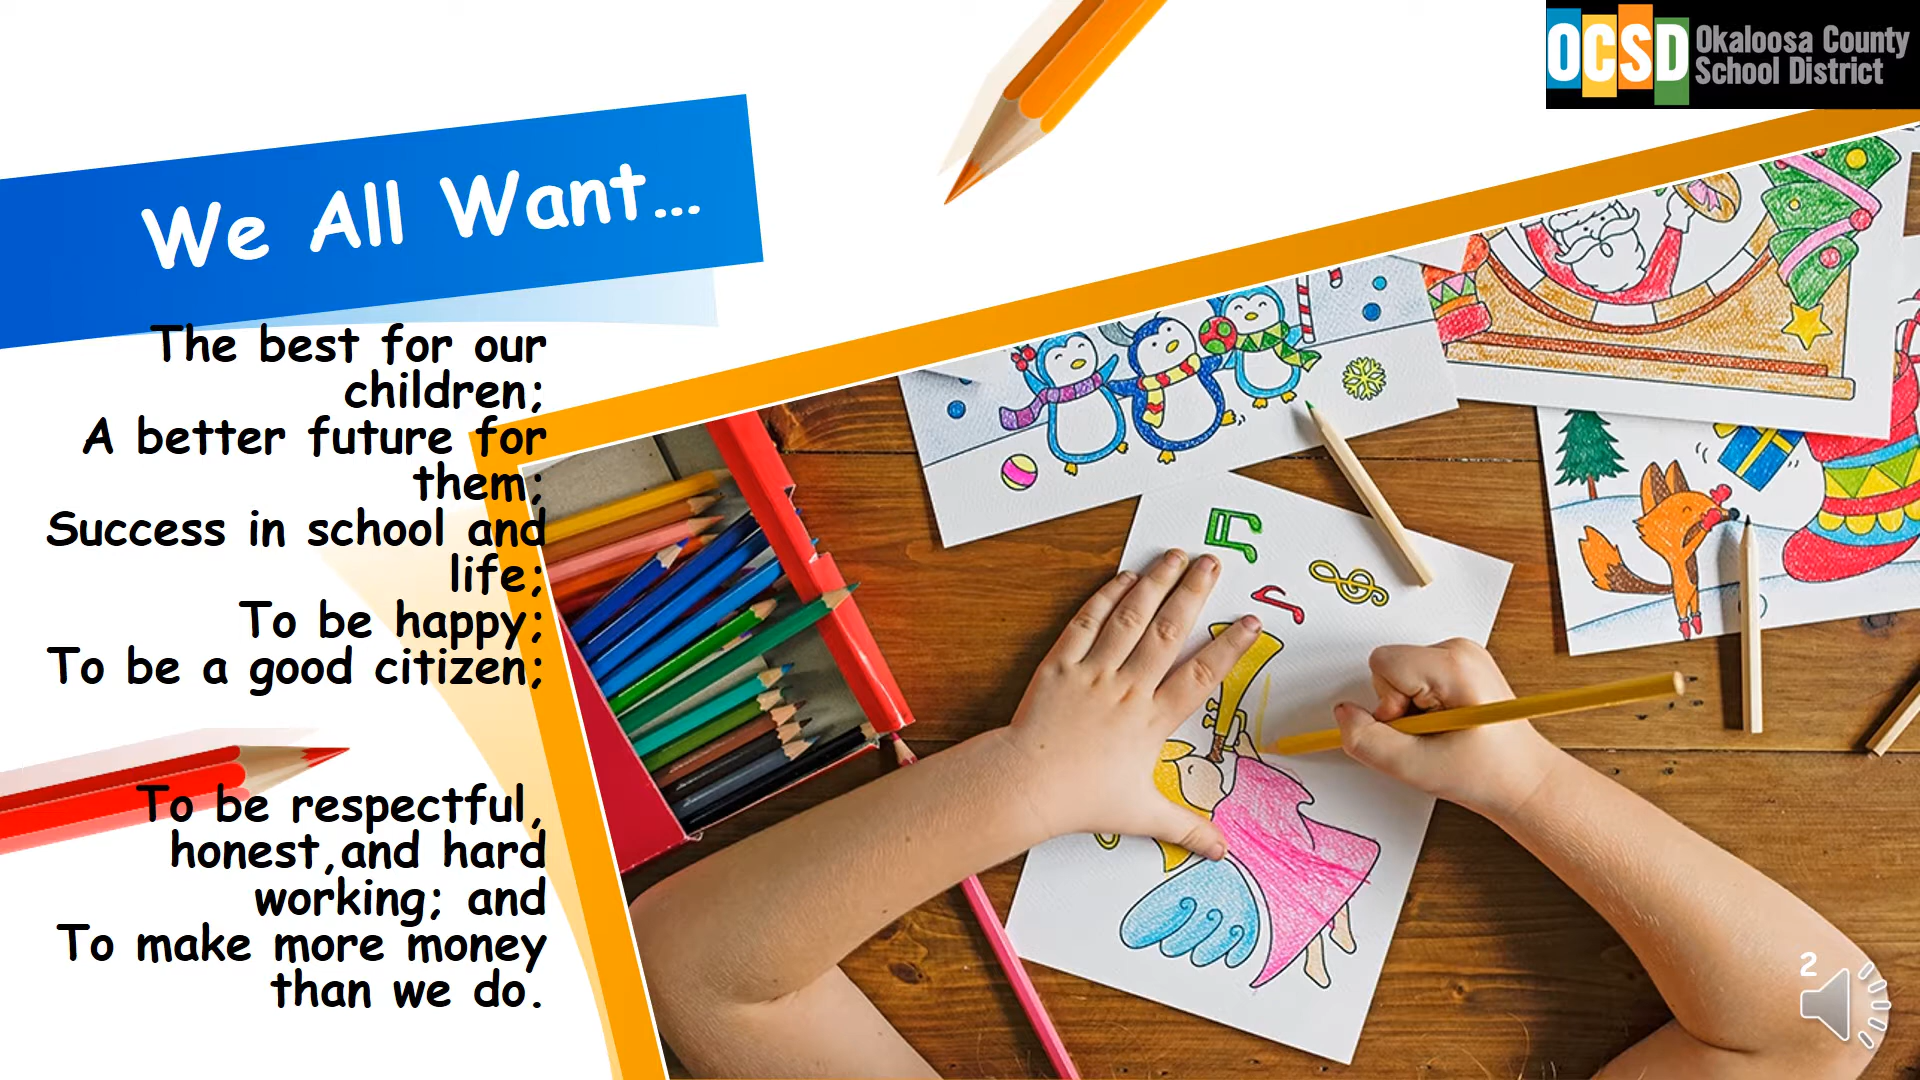 OCSD Okaloosa County
School District
We All Want...
The best for our
children;
A better future for
them;
Success in school and
life;
To be happy;
To be a good citizen;
To be respectful,
honest,and hard
working; and
To make more money
than we do.
2